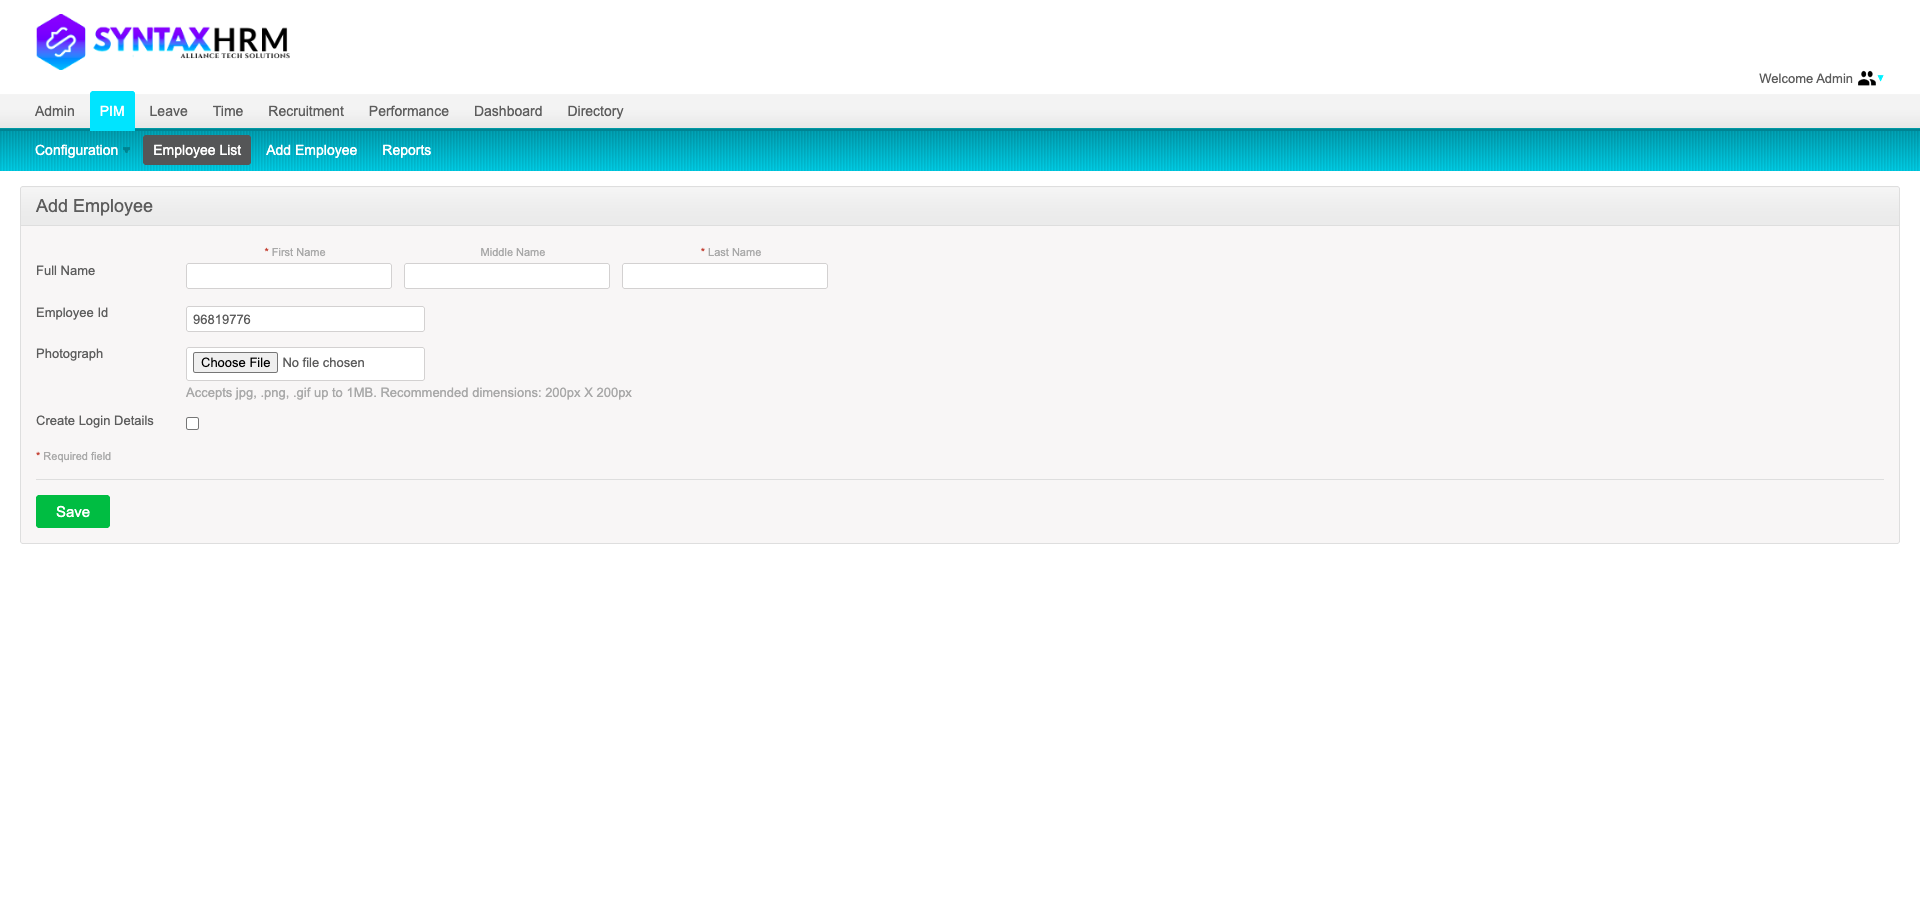 SYNTAXHRM
ALLIANCE TECH SOLUTIONS
Welcome Admin
Admin PIM Leave Time Recruitment Performance Dashboard Directory
Configuration Employee List Add Employee Reports
Add Employee
* First Name Middle Name * Last Name
Full Name
Employee Id 96819776
Photograph Choose File No file chosen
Accepts jpg, .png, .gif up to 1MB. Recommended dimensions: 200px X 200px
Create Login Details
* Required field
Save